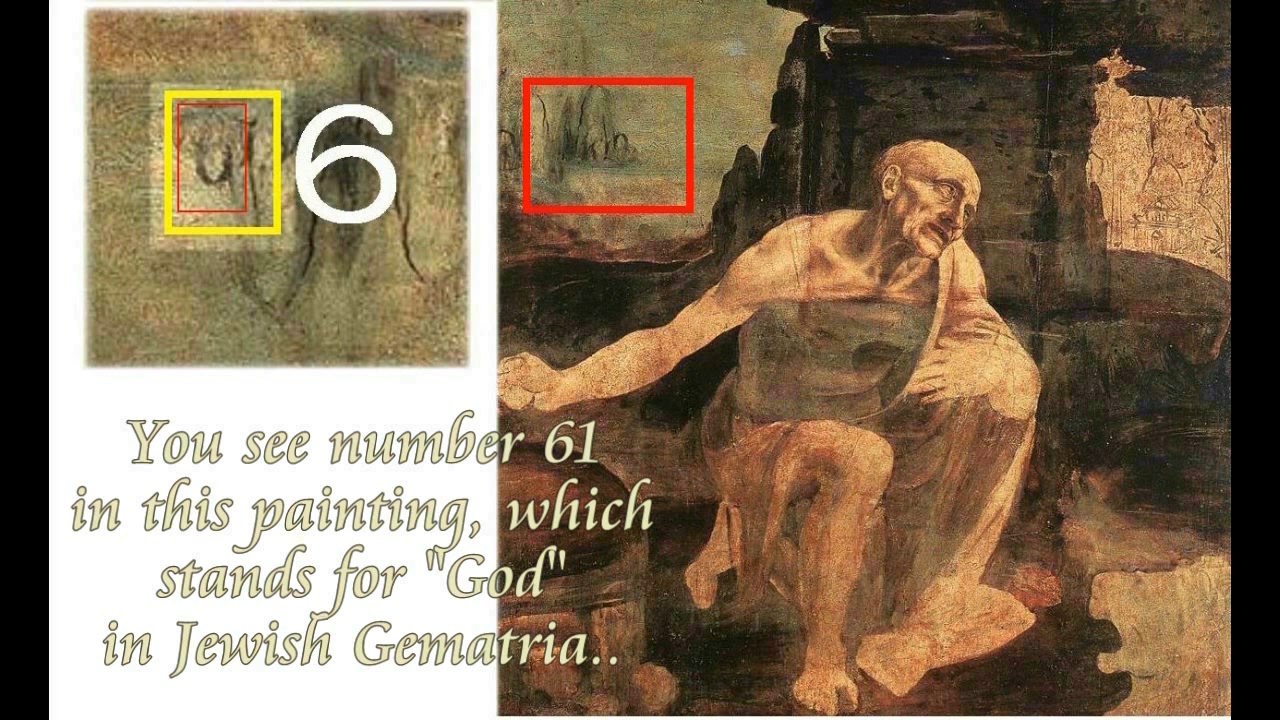 6
You see number 61
in this painting, which
stands for "God"
in Jewish Gematria..